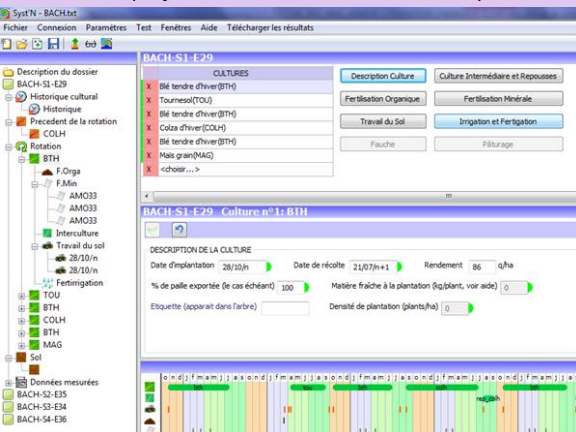 Syst'N - BACH.txt
Fichier Connexion Paramètres Test Fenêtres Aide Télécharger les résultats
Description du dossier
BACH-S1-E29
Historique cultural
Historique
Precedent de la rotation
COLH
Rotation
BTH
F.Orga
F.Min
AMO33
AMO33
AMO33
Interculture
Travail du sol
28/10/n
28/10/n
Fertirrigation
TOU
BTH
COLH
BTH
MAG
Sol
Sol
Données mesurées
BACH-S2-E35
BACH-S3-E34
BACH-S4-E36
BACH-S1-E29
CULTURES
X Blé tendre d'hiver(BTH)
X Tournesol(TOU)
X Blé tendre d'hiver(BTH)
X Colza d'hiver(COLH)
X Blé tendre d'hiver(BTH)
X Maïs grain(MAG)
X <choisir...>
Description Culture Culture Intermédiaire et Repousses
Fertilisation Organique Fertilisation Minérale
Travail du Sol Irrigation et Fertigation
Fauche Pâturage
BACH-S1-E29 Culture n°1: BTH
DESCRIPTION DE LA CULTURE
Date d'implantation 28/10/n Date de récolte 21/07/n+1 Rendement 86 q/ha
% de paille exportée (le cas échéant) 100 Matière fraîche à la plantation (kg/plant, voir aide) 0
Etiquette (apparait dans l'arbre) Densité de plantation (plants/ha) 0
o n d j f m a m j j a s o n d j f m a m j j a s o n d j f m a m j j a s o n d j f m a m j j a s o n d j f m a m j j
bth tou bth colh bth
rep_colh